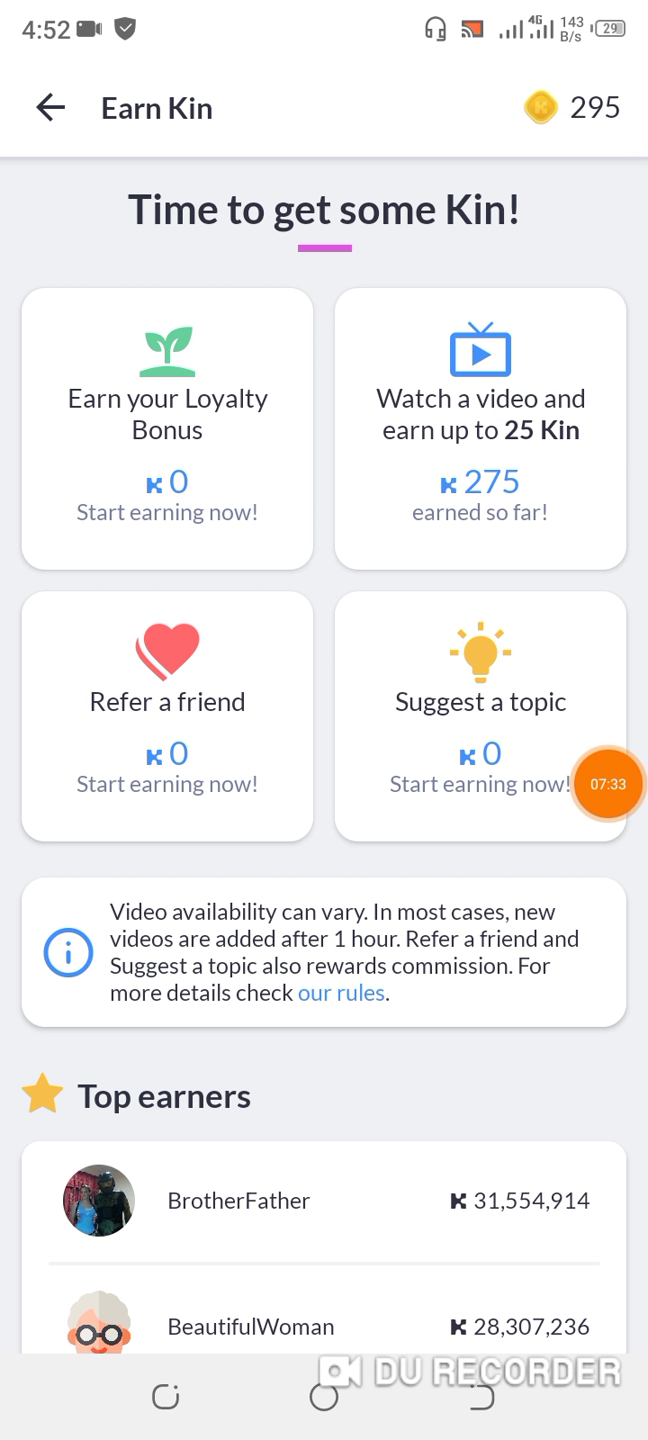 4:52
4G
143
B/s
29
Earn Kin
295
Time to get some Kin!
Earn your Loyalty
Bonus
0
Start earning now!
Watch a video and
earn up to 25 Kin
275
earned so far!
Refer a friend
0
Start earning now!
Suggest a topic
0
Start earning now!
07:33
Video availability can vary. In most cases, new
videos are added after 1 hour. Refer a friend and
Suggest a topic also rewards commission. For
more details check our rules.
Top earners
BrotherFather 31,554,914
BeautifulWoman 28,307,236
DU RECORDER